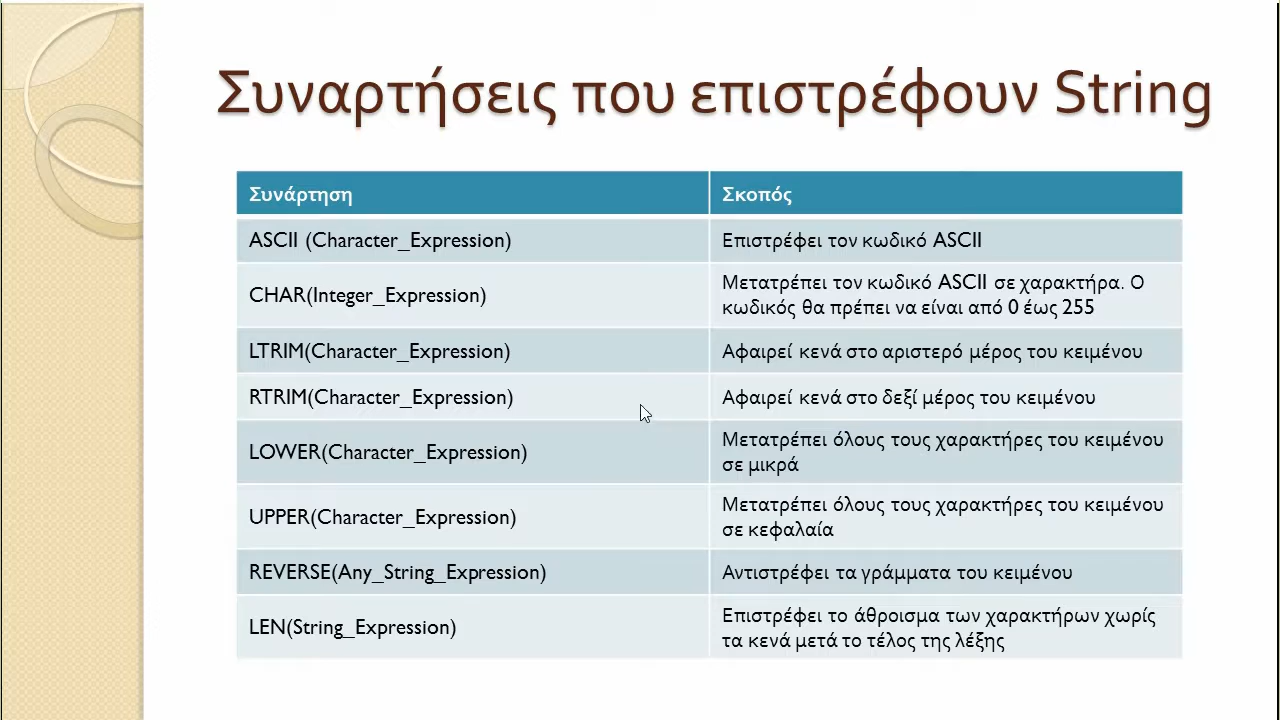 Συναρτήσεις που επιστρέφουν String
Συνάρτηση
Σκοπός
ASCII (Character_Expression)
Επιστρέφει τον κωδικό ASCII
CHAR(Integer_Expression)
Μετατρέπει τον κωδικό ASCII σε χαρακτήρα. Ο
κωδικός θα πρέπει να είναι από 0 έως 255
LTRIM(Character_Expression)
Αφαιρεί κενά στο αριστερό μέρος του κειμένου
RTRIM(Character_Expression)
Αφαιρεί κενά στο δεξί μέρος του κειμένου
LOWER(Character_Expression)
Μετατρέπει όλους τους χαρακτήρες του κειμένου
σε μικρά
UPPER(Character_Expression)
Μετατρέπει όλους τους χαρακτήρες του κειμένου
σε κεφαλαία
REVERSE(Any_String_Expression)
Αντιστρέφει τα γράμματα του κειμένου
LEN(String_Expression)
Επιστρέφει το άθροισμα των χαρακτήρων χωρίς
τα κενά μετά το τέλος της λέξης